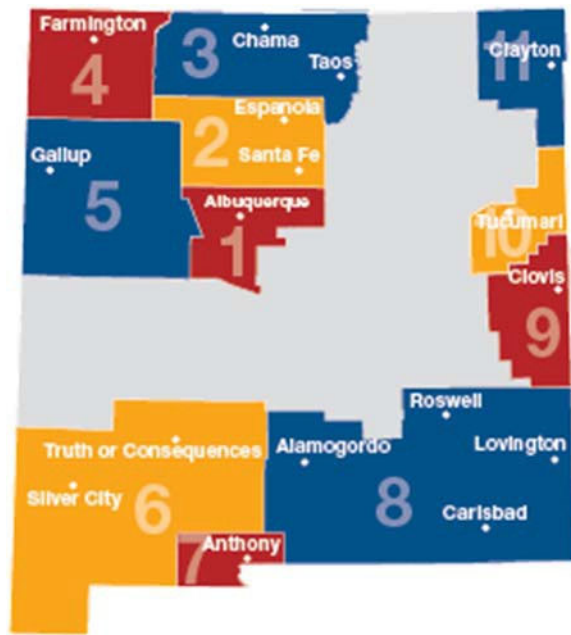 Farmington
4
3
Chama
Taos
11
Clayton
Espanola
2
Santa Fe
Gallup
5
Albuquerque
1
Tucumari
10
Clovis
9
Roswell
Truth or Consequences
Alamogordo
Lovington
Silver City
6
8
Carlsbad
Anthony
7